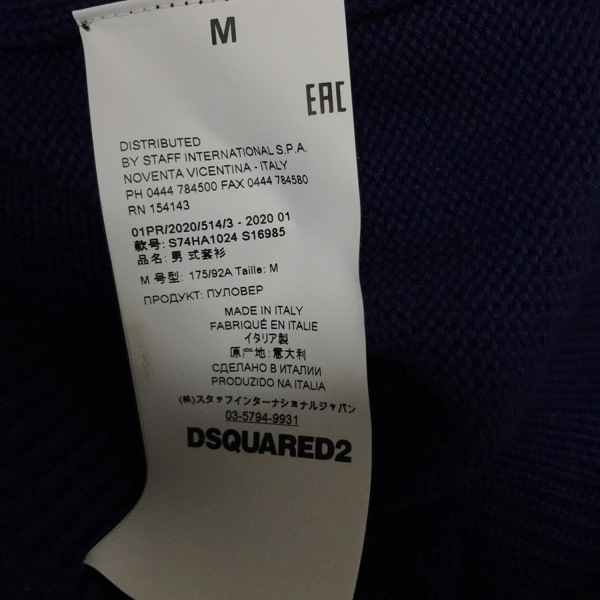 M
EAC
DISTRIBUTED
BY STAFF INTERNATIONAL S.P.A.
NOVENTA VICENTINA - ITALY
PH 0444 784500 FAX 0444 784580
RN 154143
01PR/2020/514/3 - 2020 01
款号: S74HA1024 S16985
品名: 男 式套衫
M 号型: 175/92A Taille: M
ПРОДУКТ: ПУЛОВЕР
MADE IN ITALY
FABRIQUÉ EN ITALIE
イタリア製
原产地: 意大利
СДЕЛАНО В ИТАЛИИ
PRODUZIDO NA ITALIA
(株)スタッフインターナショナルジャパン
03-5794-9931
DSQUARED2